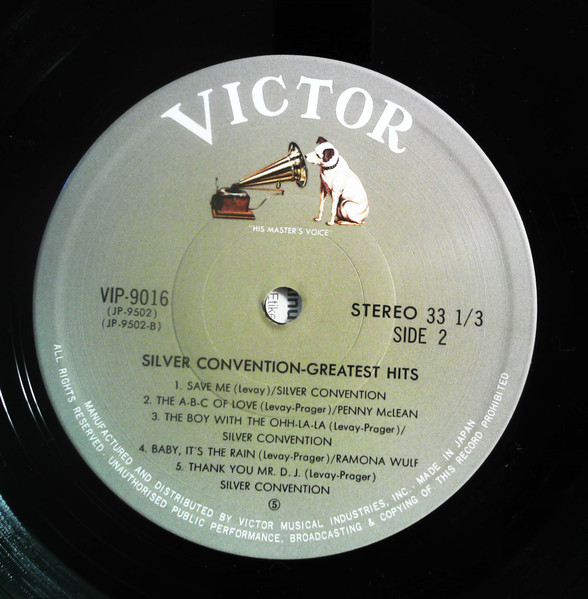 VICTOR
"HIS MASTER'S VOICE"
VIP-9016
(JP-9502)
(JP-9502-B)
STEREO 33 1/3
SIDE 2
SILVER CONVENTION-GREATEST HITS
1. SAVE ME (Levay)/SILVER CONVENTION
2. THE A-B-C OF LOVE (Levay-Prager)/PENNY McLEAN
3. THE BOY WITH THE OHH-LA-LA (Levay-Prager)/
SILVER CONVENTION
4. BABY, IT'S THE RAIN (Levay-Prager)/RAMONA WULF
5. THANK YOU MR. D.J. (Levay-Prager)
SILVER CONVENTION
⑤
MANUFACTURED AND DISTRIBUTED BY VICTOR MUSICAL INDUSTRIES, INC., MADE IN JAPAN
ALL RIGHTS RESERVED · UNAUTHORISED PUBLIC PERFORMANCE, BROADCASTING & COPYING OF THIS RECORD PROHIBITED